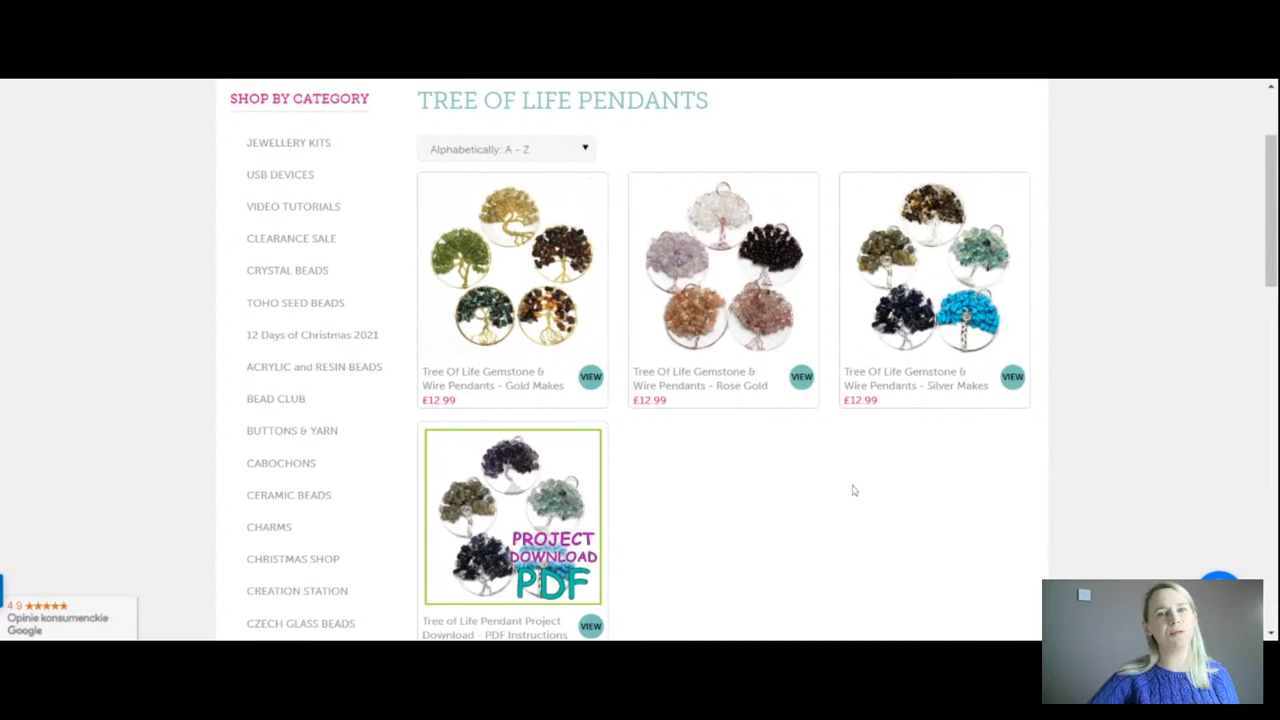 SHOP BY CATEGORY
JEWELLERY KITS
USB DEVICES
VIDEO TUTORIALS
CLEARANCE SALE
CRYSTAL BEADS
TOHO SEED BEADS
12 Days of Christmas 2021
ACRYLIC and RESIN BEADS
BEAD CLUB
BUTTONS & YARN
CABOCHONS
CERAMIC BEADS
CHARMS
CHRISTMAS SHOP
CREATION STATION
CZECH GLASS BEADS
TREE OF LIFE PENDANTS
Alphabetically: A - Z
Tree Of Life Gemstone &
Wire Pendants - Gold Makes
£12.99
VIEW
Tree Of Life Gemstone &
Wire Pendants - Rose Gold
£12.99
VIEW
Tree Of Life Gemstone &
Wire Pendants - Silver Makes
£12.99
VIEW
PROJECT
DOWNLOAD
PDF
Tree of Life Pendant Project
Download - PDF Instructions
VIEW
4.9 ★★★★★
Opinie konsumenckie
Google